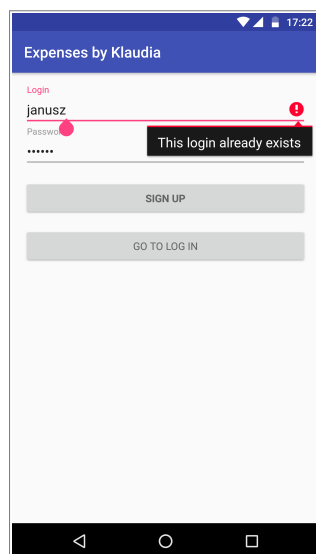 17:22
Expenses by Klaudia
Login
janusz
Passwo
This login already exists
••••••
SIGN UP
GO TO LOG IN